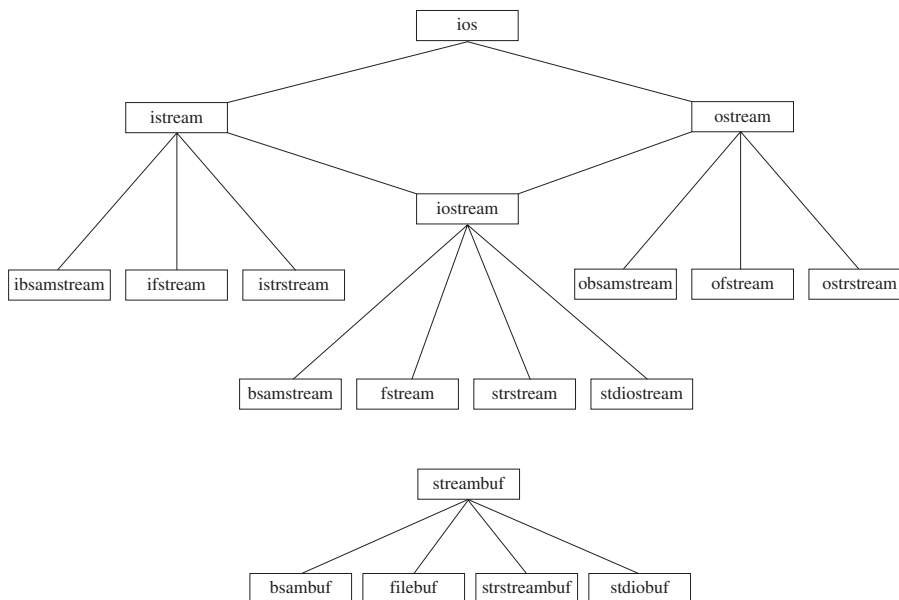 ios
istream
ostream
iostream
ibsamstream
ifstream
istrstream
obsamstream
ofstream
ostrstream
bsamstream
fstream
strstream
stdiostream
streambuf
bsambuf
filebuf
strstreambuf
stdiobuf